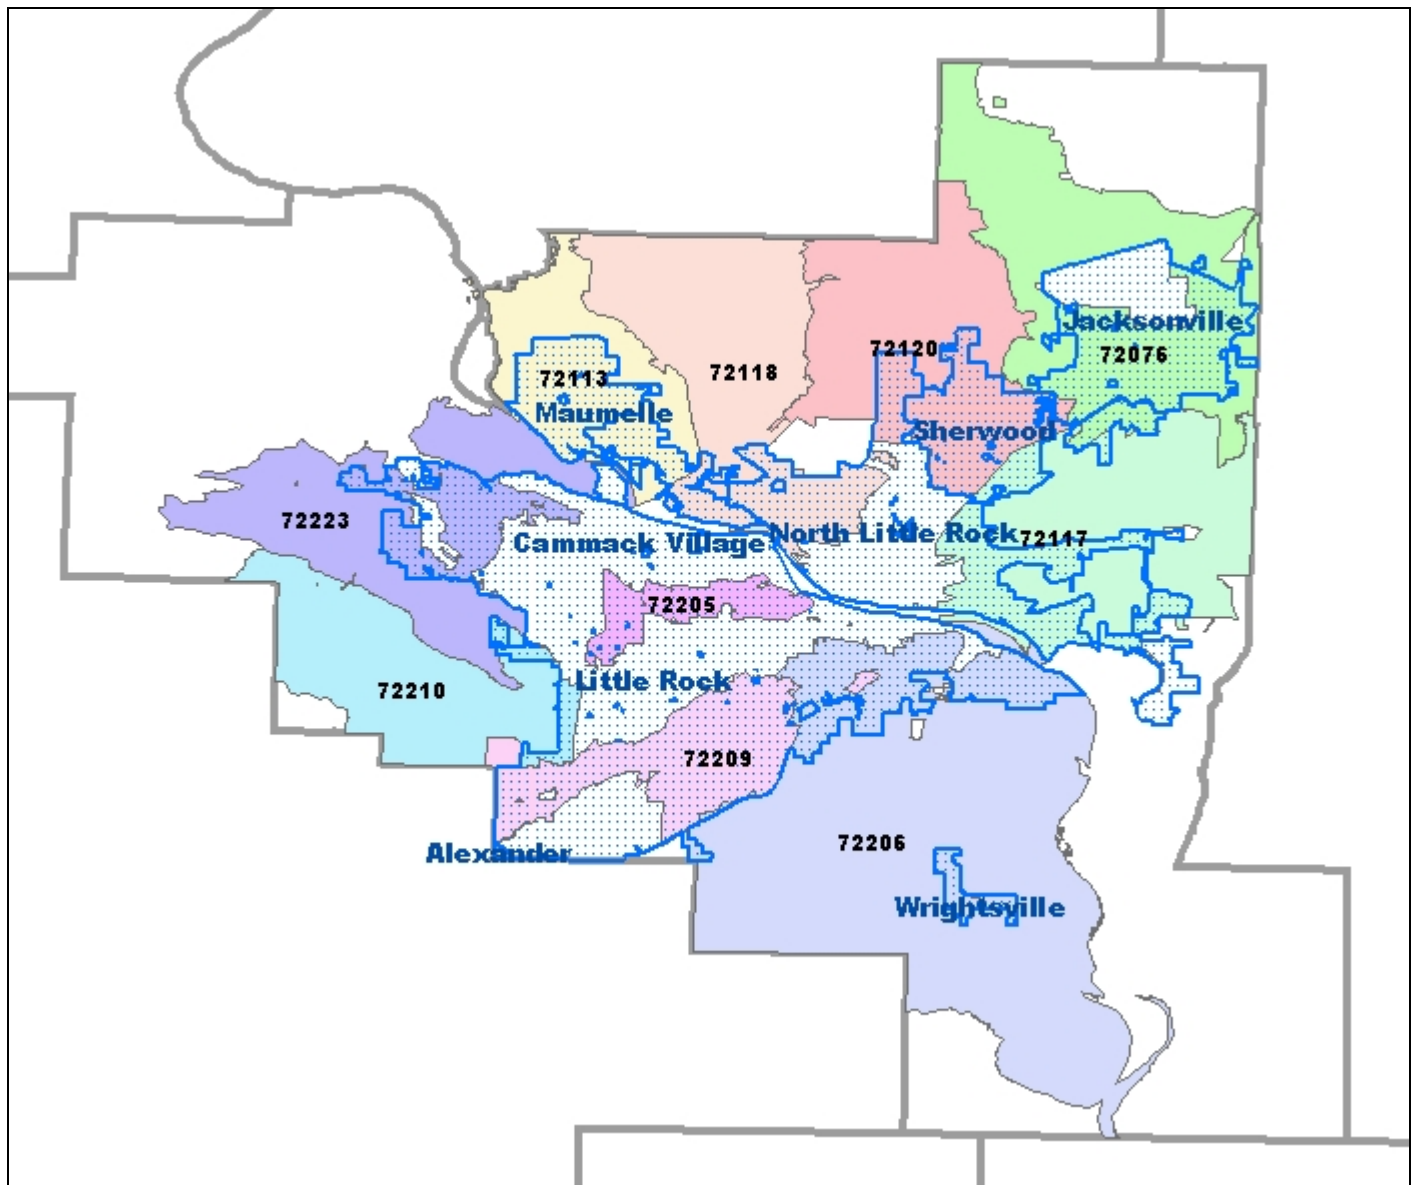 Jacksonville
72120
72076
72118
72113
Maumelle
Sherwood
72223
North Little Rock
72117
Cammack Village
72205
Little Rock
72210
72209
72206
Alexander
Wrightsville